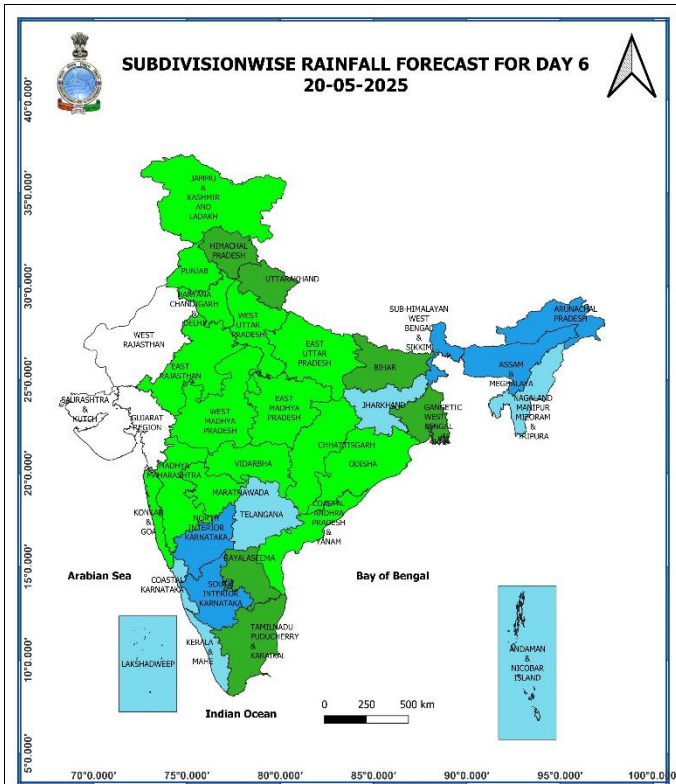 SUBDIVISIONWISE RAINFALL FORECAST FOR DAY 6
20-05-2025
40°0.000'
35°0.000'
30°0.000'
25°0.000'
20°0.000'
15°0.000'
10°0.000'
5°0.000'
JAMMU
&
KASHMIR
AND
LADAKH
HIMACHAL
PRADESH
PUNJAB
UTTARAKHAND
HARYANA
CHANDIGARH
&
DELHI
WEST
UTTAR
PRADESH
WEST
RAJASTHAN
EAST
RAJASTHAN
EAST
UTTAR
PRADESH
SUB-HIMALAYAN
WEST
BENGAL
&
SIKKIM
ARUNACHAL
PRADESH
ASSAM
&
MEGHALAYA
NAGALAND
MANIPUR
MIZORAM
&
TRIPURA
BIHAR
JHARKHAND
GANGETIC
WEST
BENGAL
SAURASHTRA
&
KUTCH
GUJARAT
REGION
WEST
MADHYA
PRADESH
EAST
MADHYA
PRADESH
CHHATTISGARH
ODISHA
VIDARBHA
MADHYA
MAHARASHTRA
MARATHAWADA
KONKAN
&
GOA
TELANGANA
COASTAL
ANDHRA
PRADESH
&
YANAM
NORTH
INTERIOR
KARNATAKA
RAYALASEEMA
COASTAL
KARNATAKA
SOUTH
INTERIOR
KARNATAKA
TAMILNADU
PUDUCHERRY
&
KARAIKAL
KERALA
&
MAHE
LAKSHADWEEP
ANDAMAN
&
NICOBAR
ISLAND
Arabian Sea
Bay of Bengal
Indian Ocean
0 250 500 km
70°0.000' 75°0.000' 80°0.000' 85°0.000' 90°0.000' 95°0.000' 100°0.000'